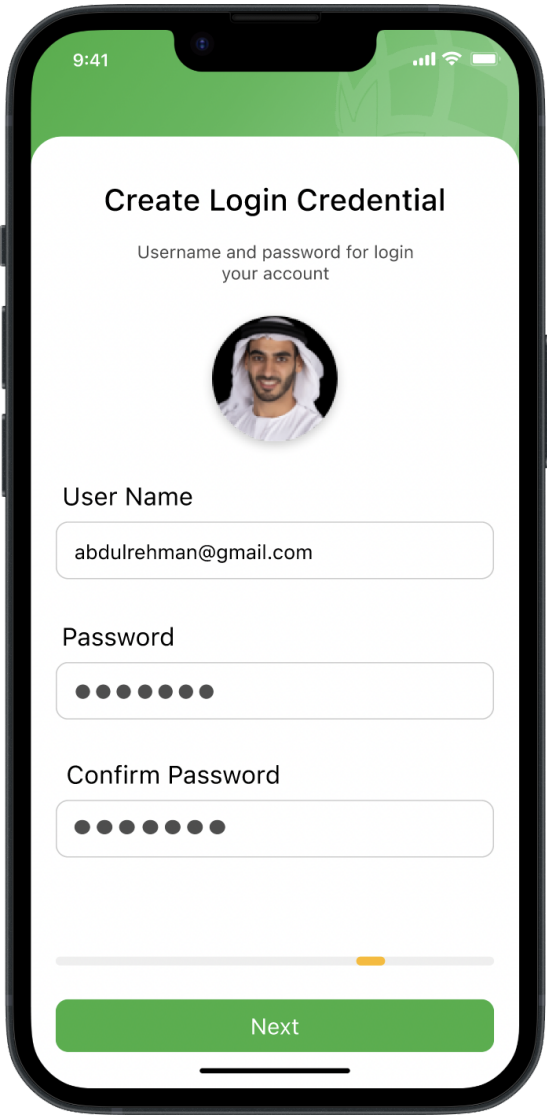 9:41
Create Login Credential
Username and password for login
your account
User Name
abdulrehman@gmail.com
Password
●●●●●●●
Confirm Password
●●●●●●●
Next